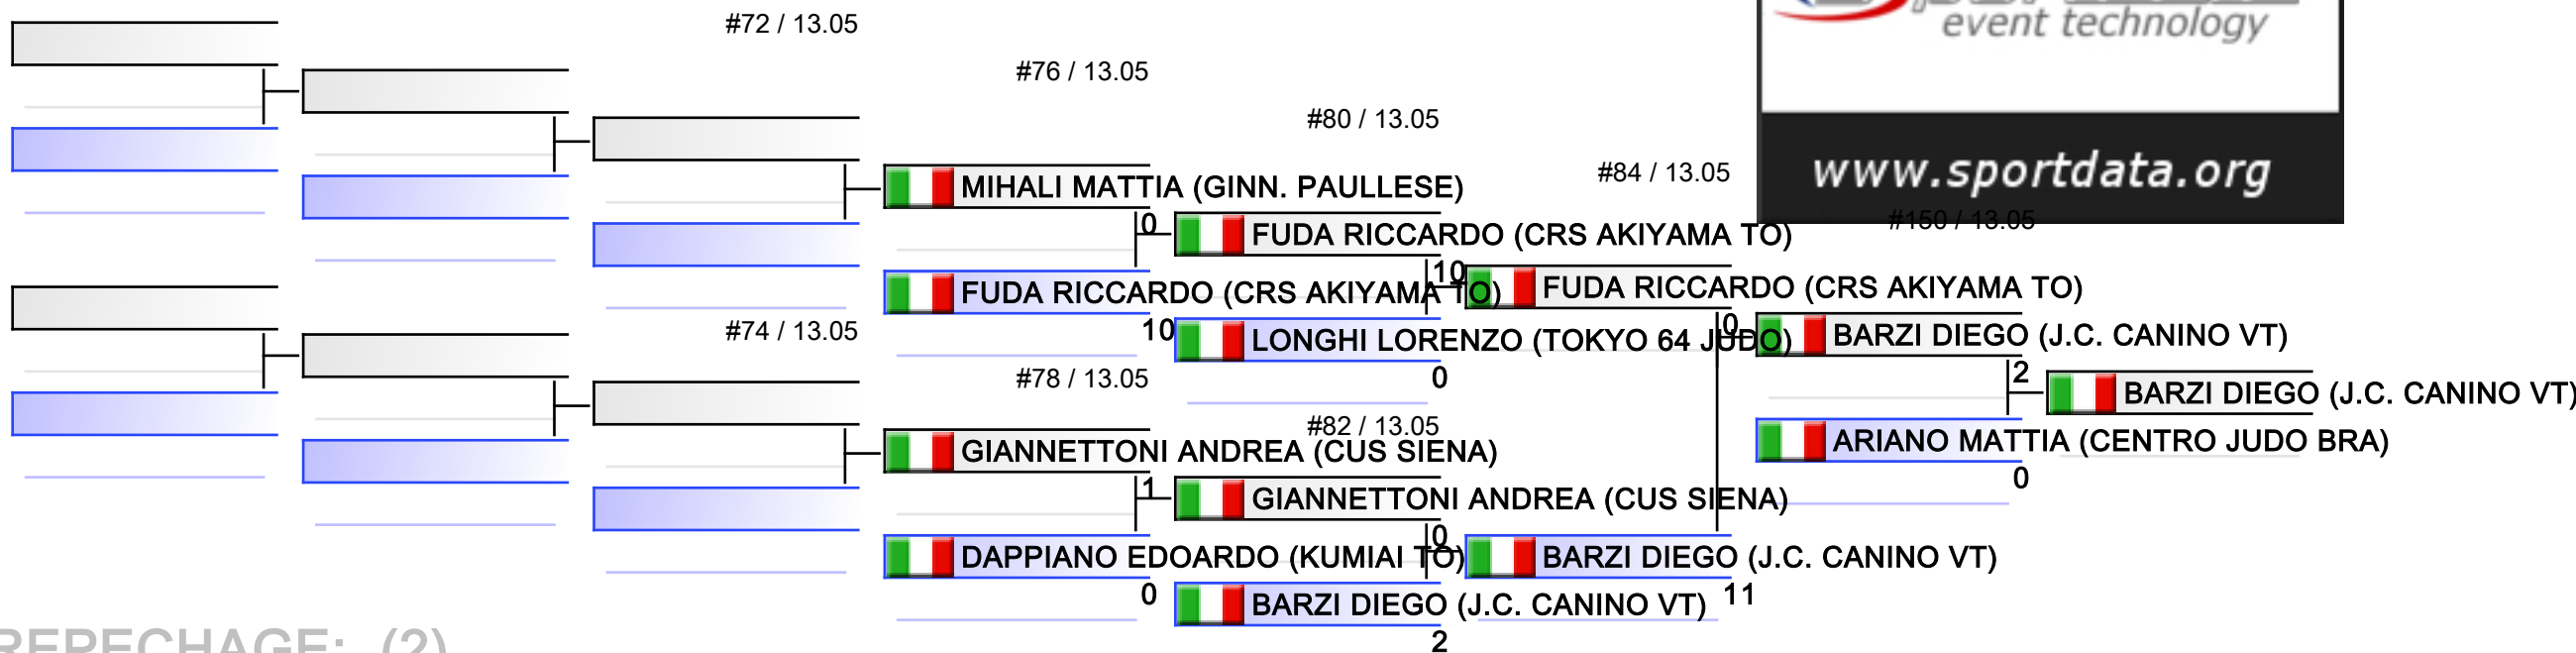 #72 / 13.05
event technology
#76 / 13.05
#80 / 13.05
www.sportdata.org
#84 / 13.05
MIHALI MATTIA (GINN. PAULLESE)
0
#150 / 13.05
FUDA RICCARDO (CRS AKIYAMA TO)
10
FUDA RICCARDO (CRS AKIYAMA TO)
FUDA RICCARDO (CRS AKIYAMA TO)
10
#74 / 13.05
LONGHI LORENZO (TOKYO 64 JUDO)
0
0
BARZI DIEGO (J.C. CANINO VT)
2
#78 / 13.05
BARZI DIEGO (J.C. CANINO VT)
#82 / 13.05
ARIANO MATTIA (CENTRO JUDO BRA)
0
GIANNETTONI ANDREA (CUS SIENA)
1
GIANNETTONI ANDREA (CUS SIENA)
0
DAPPIANO EDOARDO (KUMIAI TO)
0
BARZI DIEGO (J.C. CANINO VT)
11
BARZI DIEGO (J.C. CANINO VT)
2
REPECHAGE: (2)